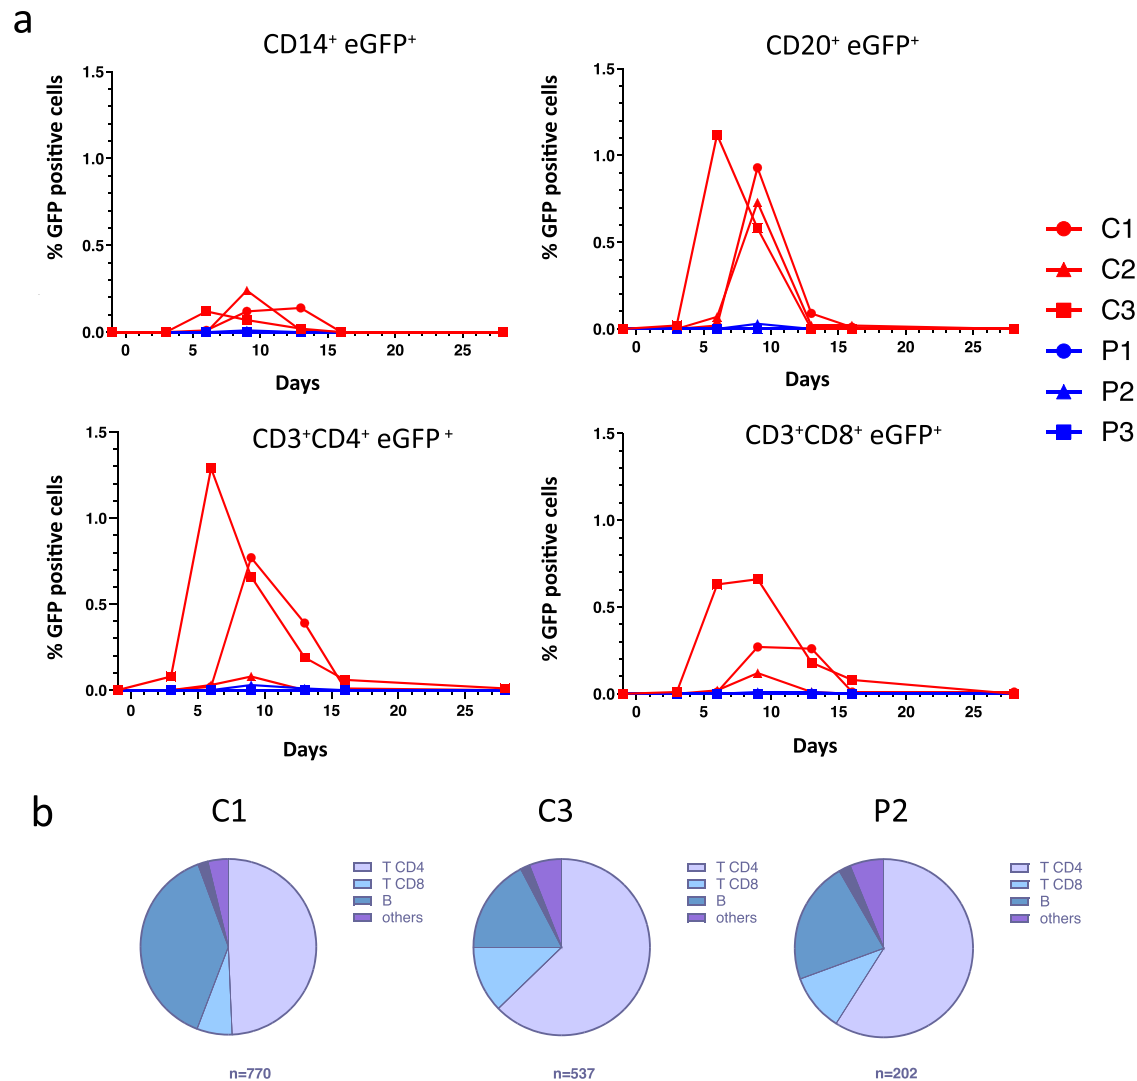 a
CD14+ eGFP+
CD20+ eGFP+
% GFP positive cells
1.5
1.0
0.5
0.0
0 5 10 15 20 25
Days
% GFP positive cells
1.5
1.0
0.5
0.0
0 5 10 15 20 25
Days
C1
C2
C3
P1
P2
P3
CD3+CD4+ eGFP +
CD3+CD8+ eGFP+
% GFP positive cells
1.5
1.0
0.5
0.0
0 5 10 15 20 25
Days
% GFP positive cells
1.5
1.0
0.5
0.0
0 5 10 15 20 25
Days
b
C1
T CD4
T CD8
B
others
n=770
C3
T CD4
T CD8
B
others
n=537
P2
T CD4
T CD8
B
others
n=202